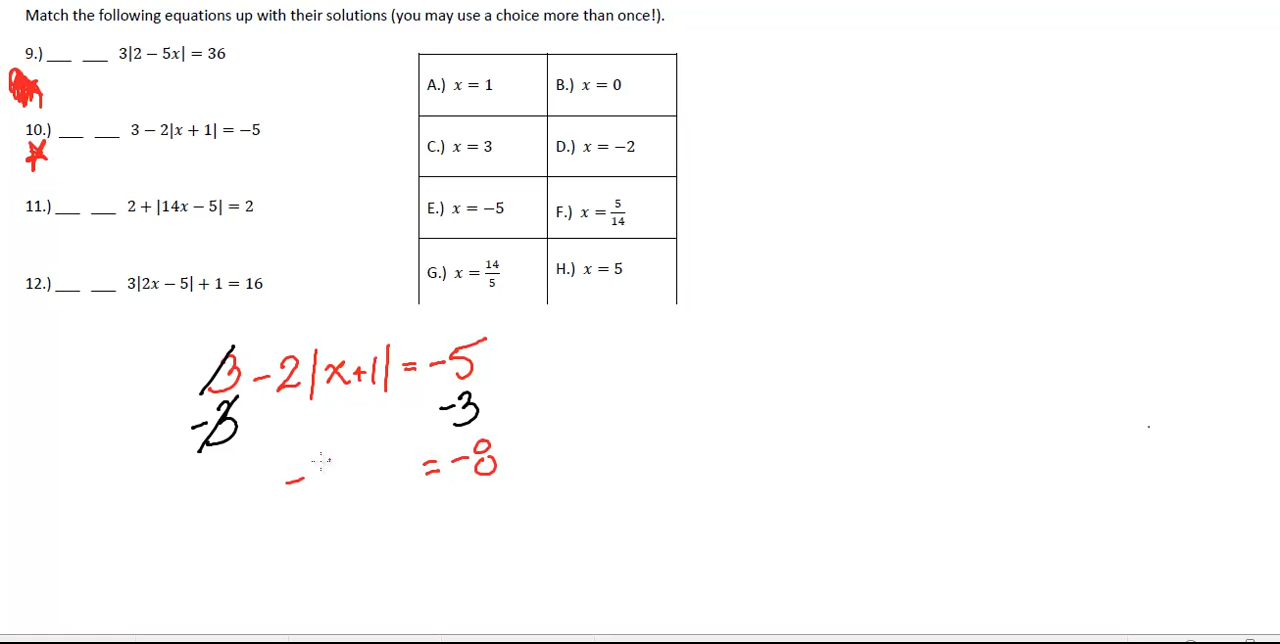 Match the following equations up with their solutions (you may use a choice more than once!).
9.) ___ ___ 3|2 − 5x| = 36
A.) x = 1
B.) x = 0
10.) ___ ___ 3 − 2|x + 1| = −5
C.) x = 3
D.) x = −2
11.) ___ ___ 2 + |14x − 5| = 2
E.) x = −5
F.) x = 5/14
12.) ___ ___ 3|2x − 5| + 1 = 16
G.) x = 14/5
H.) x = 5
3 − 2|x+1| = −5
−3 −3
− = −8